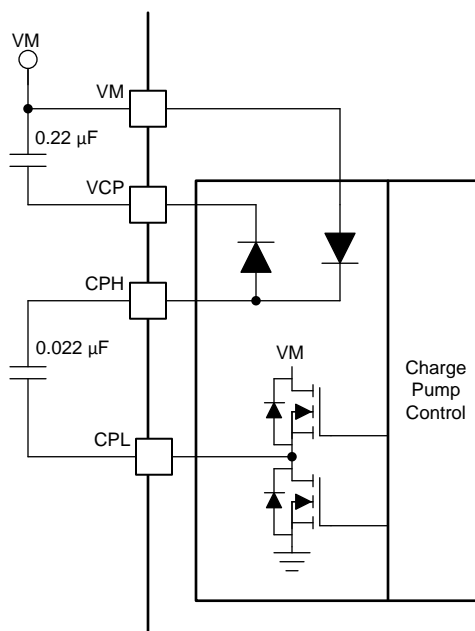 VM
VM
0.22 µF
VCP
CPH
0.022 µF
VM
Charge
Pump
Control
CPL